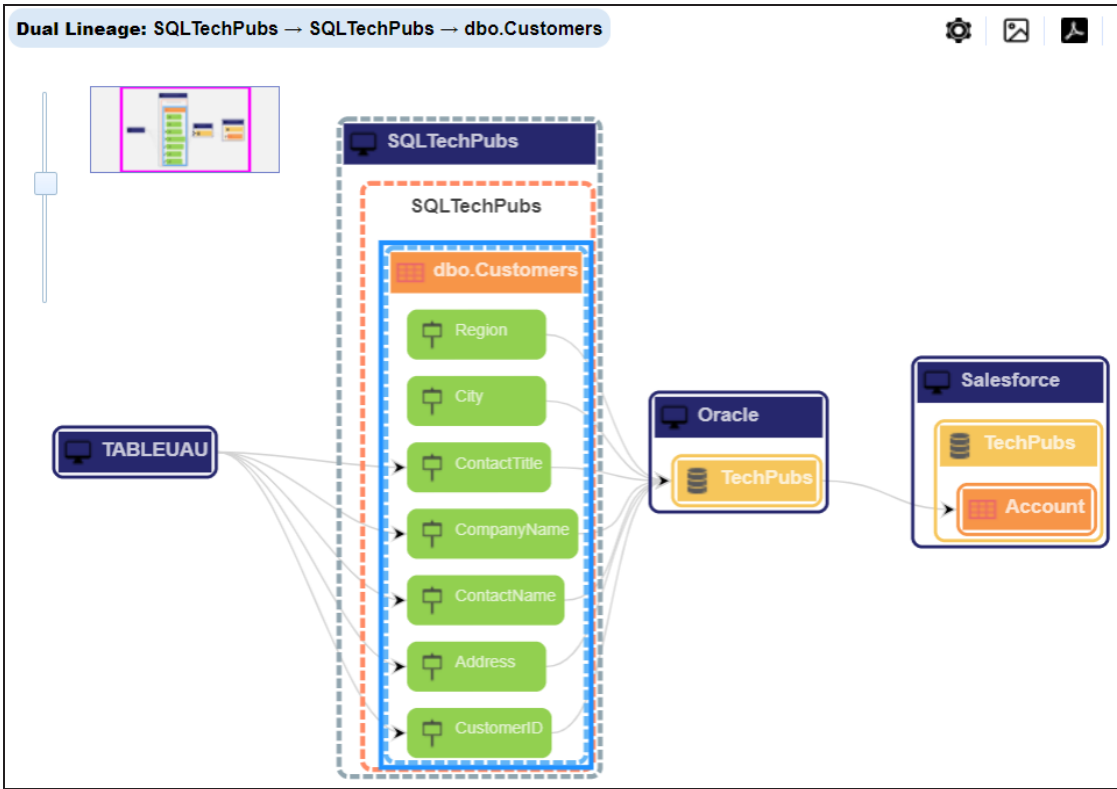 Dual Lineage: SQLTechPubs → SQLTechPubs → dbo.Customers
SQLTechPubs
SQLTechPubs
dbo.Customers
Region
City
ContactTitle
CompanyName
ContactName
Address
CustomerID
TABLEUAU
Oracle
TechPubs
Salesforce
TechPubs
Account